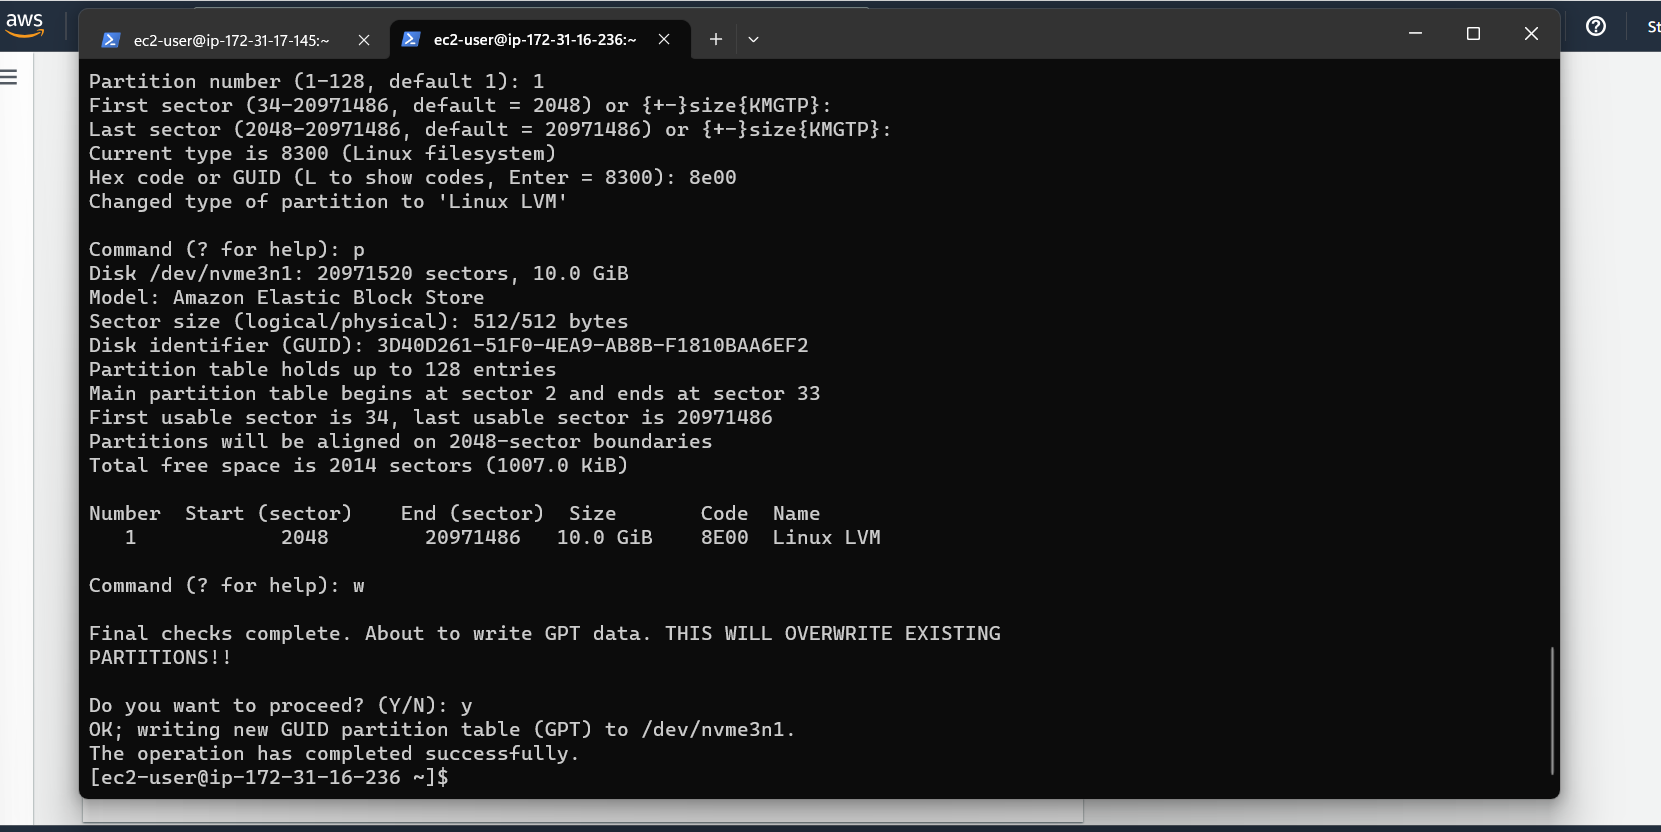 aws
ec2-user@ip-172-31-17-145:~
ec2-user@ip-172-31-16-236:~
Partition number (1-128, default 1): 1
First sector (34-20971486, default = 2048) or {+-}size{KMGTP}:
Last sector (2048-20971486, default = 20971486) or {+-}size{KMGTP}:
Current type is 8300 (Linux filesystem)
Hex code or GUID (L to show codes, Enter = 8300): 8e00
Changed type of partition to 'Linux LVM'
Command (? for help): p
Disk /dev/nvme3n1: 20971520 sectors, 10.0 GiB
Model: Amazon Elastic Block Store
Sector size (logical/physical): 512/512 bytes
Disk identifier (GUID): 3D40D261-51F0-4EA9-AB8B-F1810BAA6EF2
Partition table holds up to 128 entries
Main partition table begins at sector 2 and ends at sector 33
First usable sector is 34, last usable sector is 20971486
Partitions will be aligned on 2048-sector boundaries
Total free space is 2014 sectors (1007.0 KiB)
Number  Start (sector)    End (sector)  Size       Code  Name
1            2048        20971486   10.0 GiB    8E00  Linux LVM
Command (? for help): w
Final checks complete. About to write GPT data. THIS WILL OVERWRITE EXISTING
PARTITIONS!!
Do you want to proceed? (Y/N): y
OK; writing new GUID partition table (GPT) to /dev/nvme3n1.
The operation has completed successfully.
[ec2-user@ip-172-31-16-236 ~]$